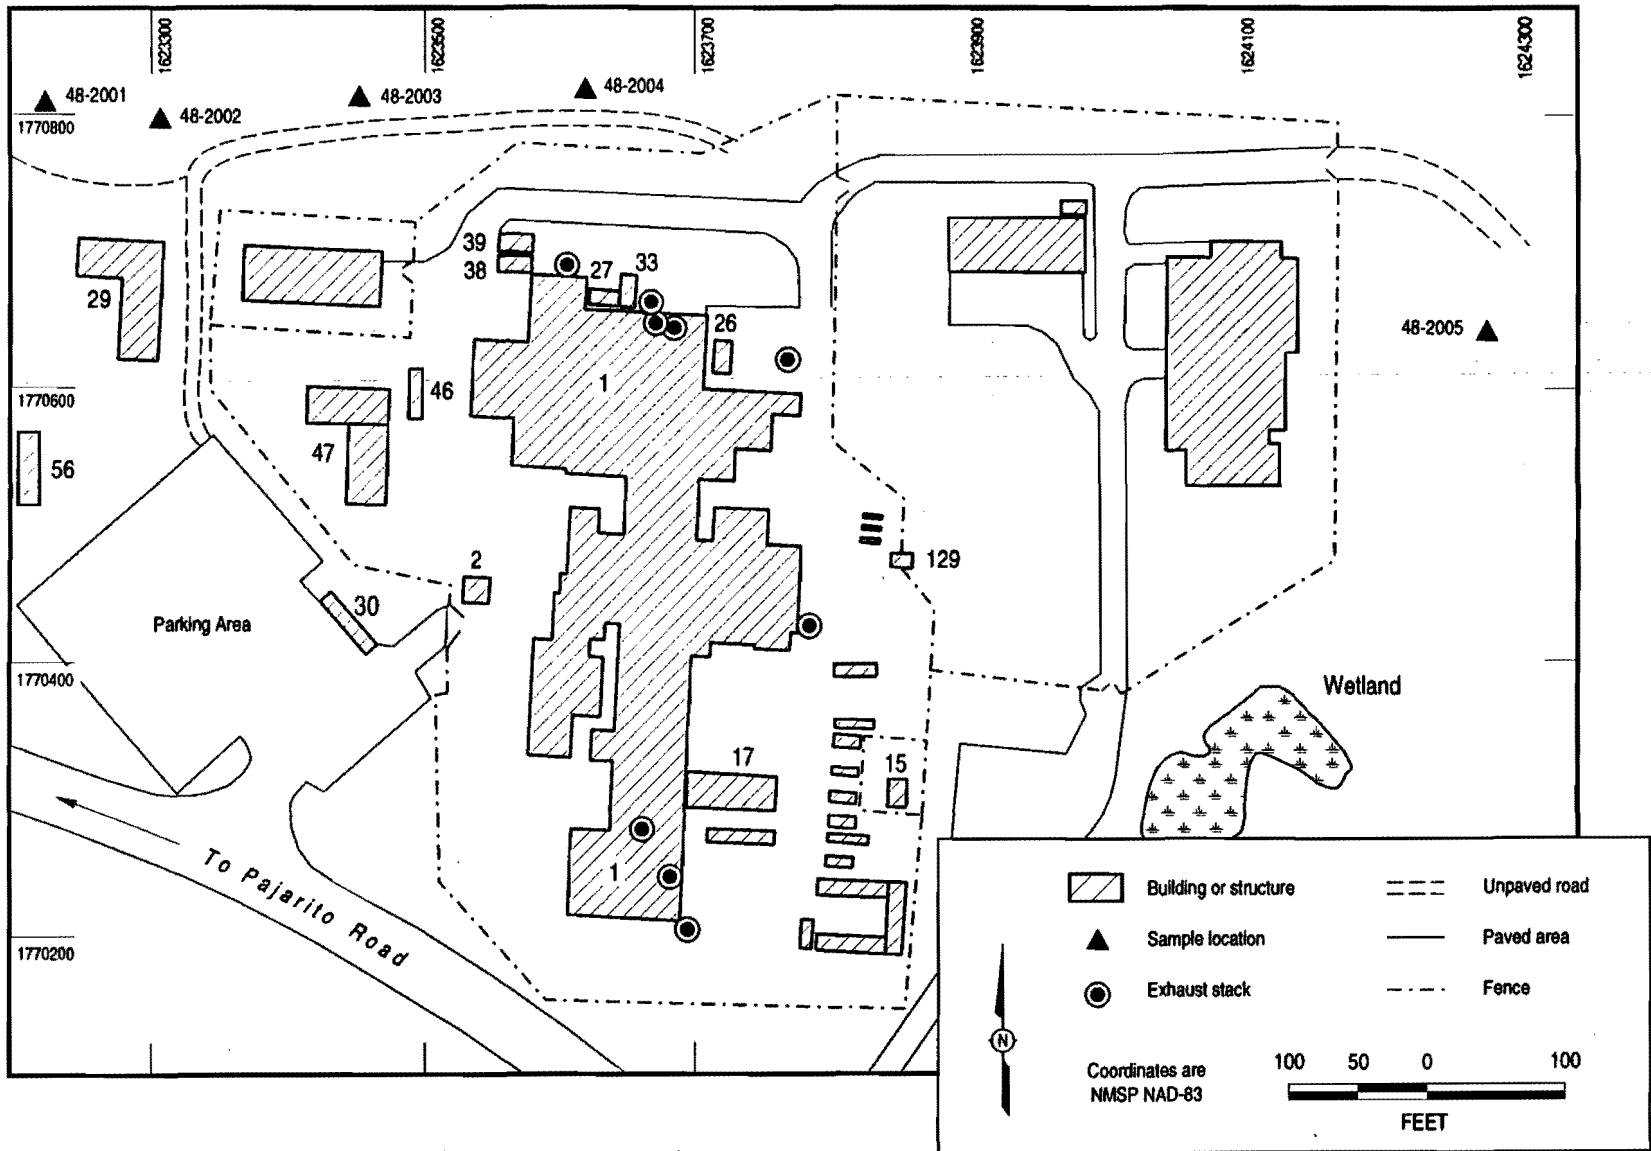 1623300
1623500
1623700
1623900
1624100
1624300
48-2001
48-2002
48-2003
48-2004
1770800
39
38
27
33
29
26
48-2005
1
1770600
46
47
56
2
129
30
Parking Area
1770400
Wetland
17
15
To Pajarito Road
1
1770200
Building or structure
Unpaved road
Sample location
Paved area
Exhaust stack
Fence
N
Coordinates are
NMSP NAD-83
100 50 0 100
FEET